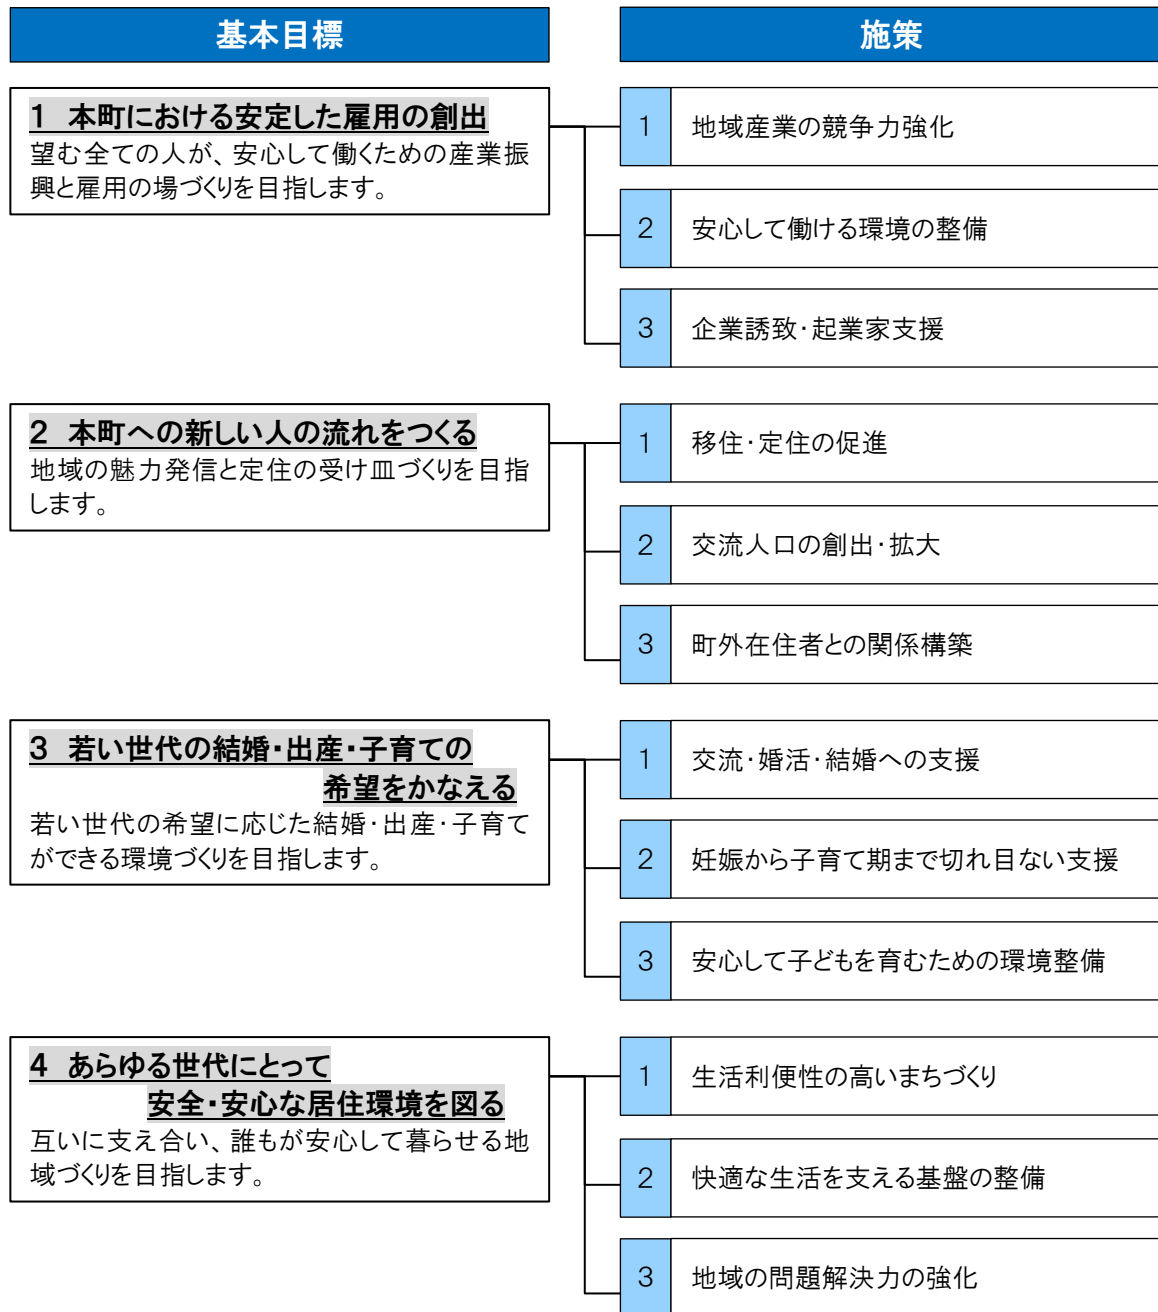 基本目標
施策
1 本町における安定した雇用の創出
望む全ての人が、安心して働くための産業振
興と雇用の場づくりを目指します。
1 地域産業の競争力強化
2 安心して働ける環境の整備
3 企業誘致・起業家支援
2 本町への新しい人の流れをつくる
地域の魅力発信と定住の受け皿づくりを目指
します。
1 移住・定住の促進
2 交流人口の創出・拡大
3 町外在住者との関係構築
3 若い世代の結婚・出産・子育ての
希望をかなえる
若い世代の希望に応じた結婚・出産・子育て
ができる環境づくりを目指します。
1 交流・婚活・結婚への支援
2 妊娠から子育て期まで切れ目ない支援
3 安心して子どもを育むための環境整備
4 あらゆる世代にとって
安全・安心な居住環境を図る
互いに支え合い、誰もが安心して暮らせる地
域づくりを目指します。
1 生活利便性の高いまちづくり
2 快適な生活を支える基盤の整備
3 地域の問題解決力の強化